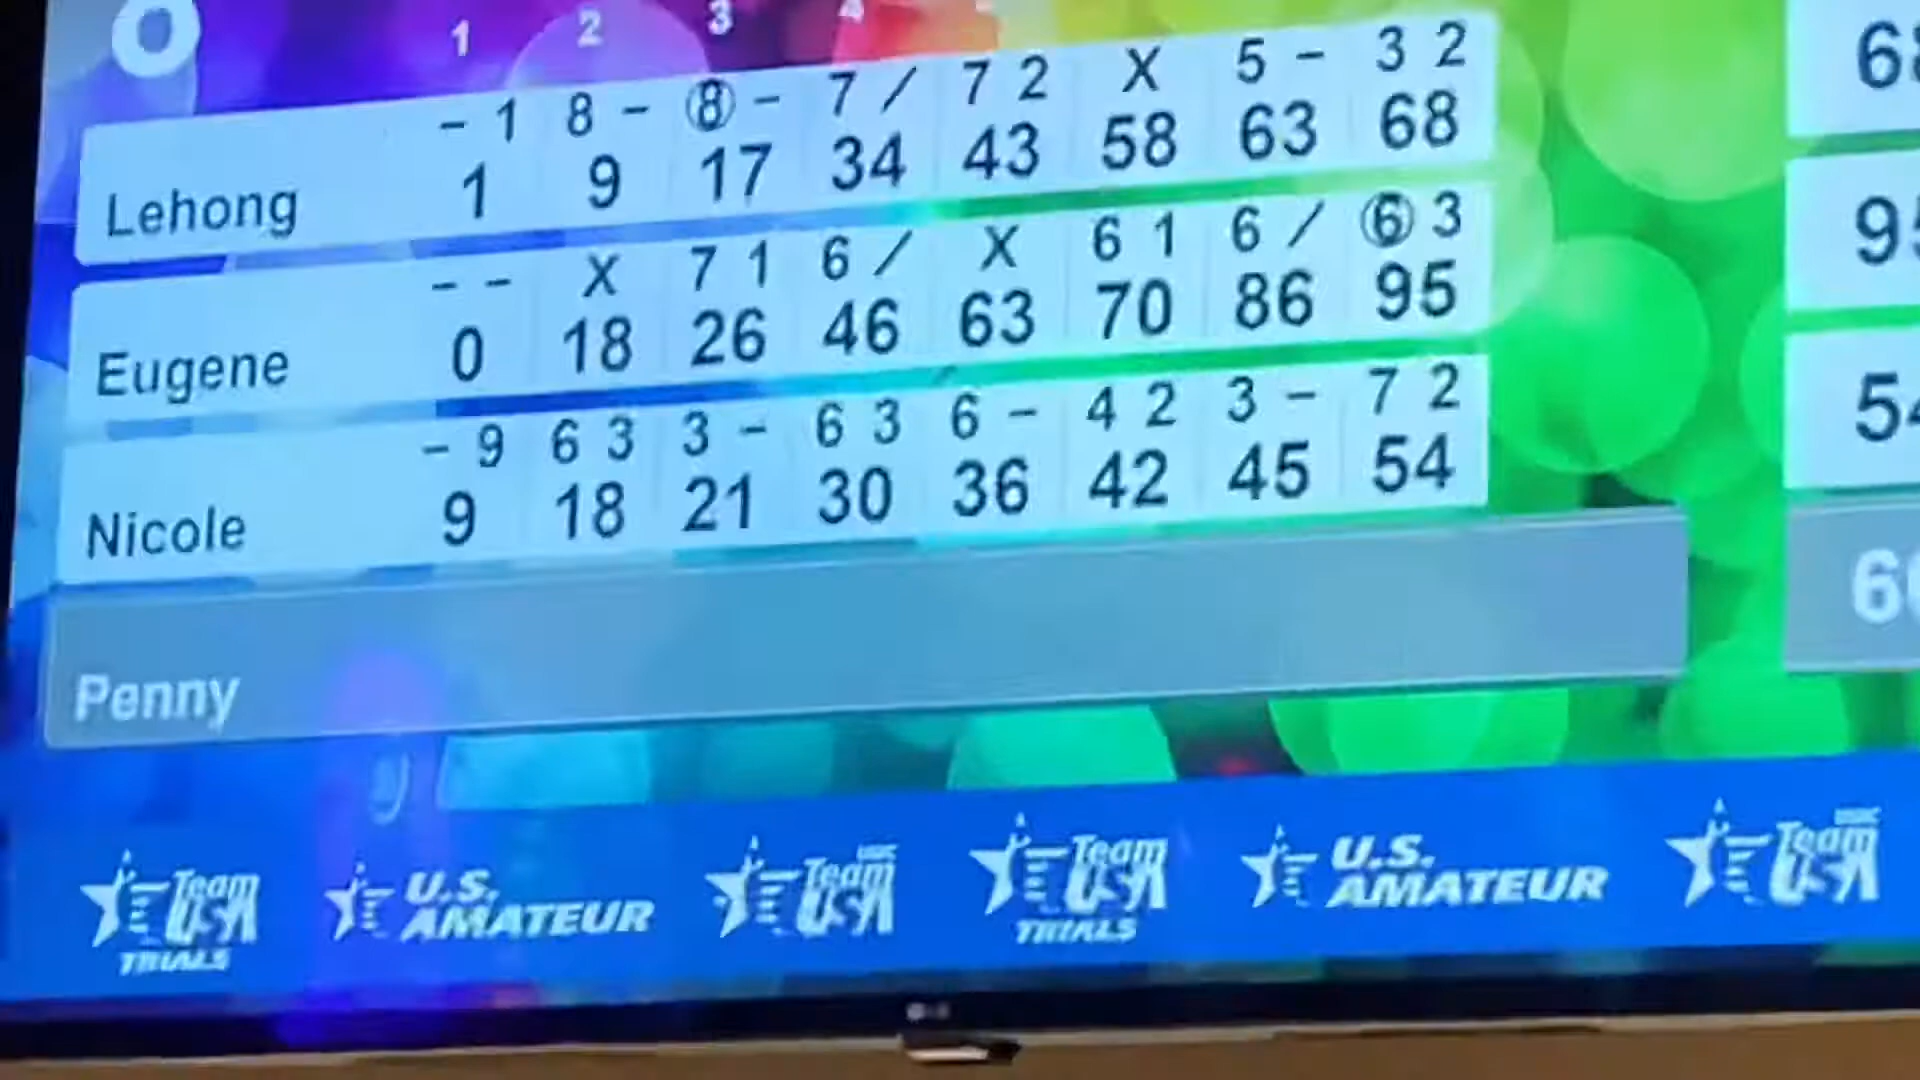 1 2 3 4
- 1 8 - 8 - 7 / 7 2 X 5 - 3 2
Lehong 1 9 17 34 43 58 63 68
- - X 7 1 6 / X 6 1 6 / 6 3
Eugene 0 18 26 46 63 70 86 95
- 9 6 3 3 - 6 3 6 - 4 2 3 - 7 2
Nicole 9 18 21 30 36 42 45 54
Penny
Team USA TRIALS U.S. AMATEUR Team USA Team USA TRIALS U.S. AMATEUR Team USA
LG